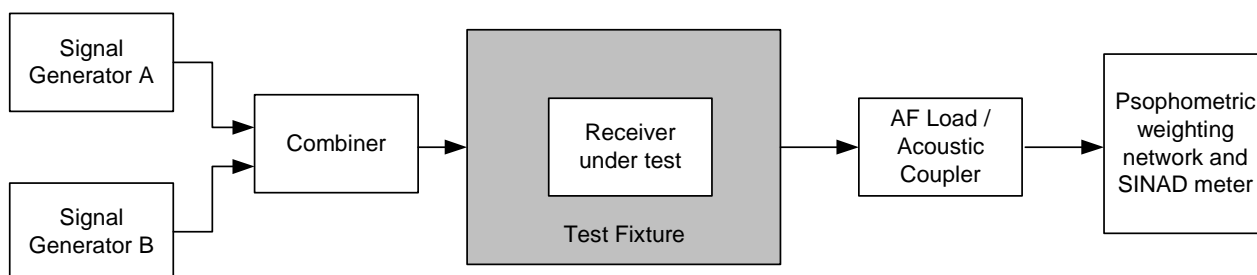 Signal
Generator A
Signal
Generator B
Combiner
Receiver
under test
Test Fixture
AF Load /
Acoustic
Coupler
Psophometric
weighting
network and
SINAD meter